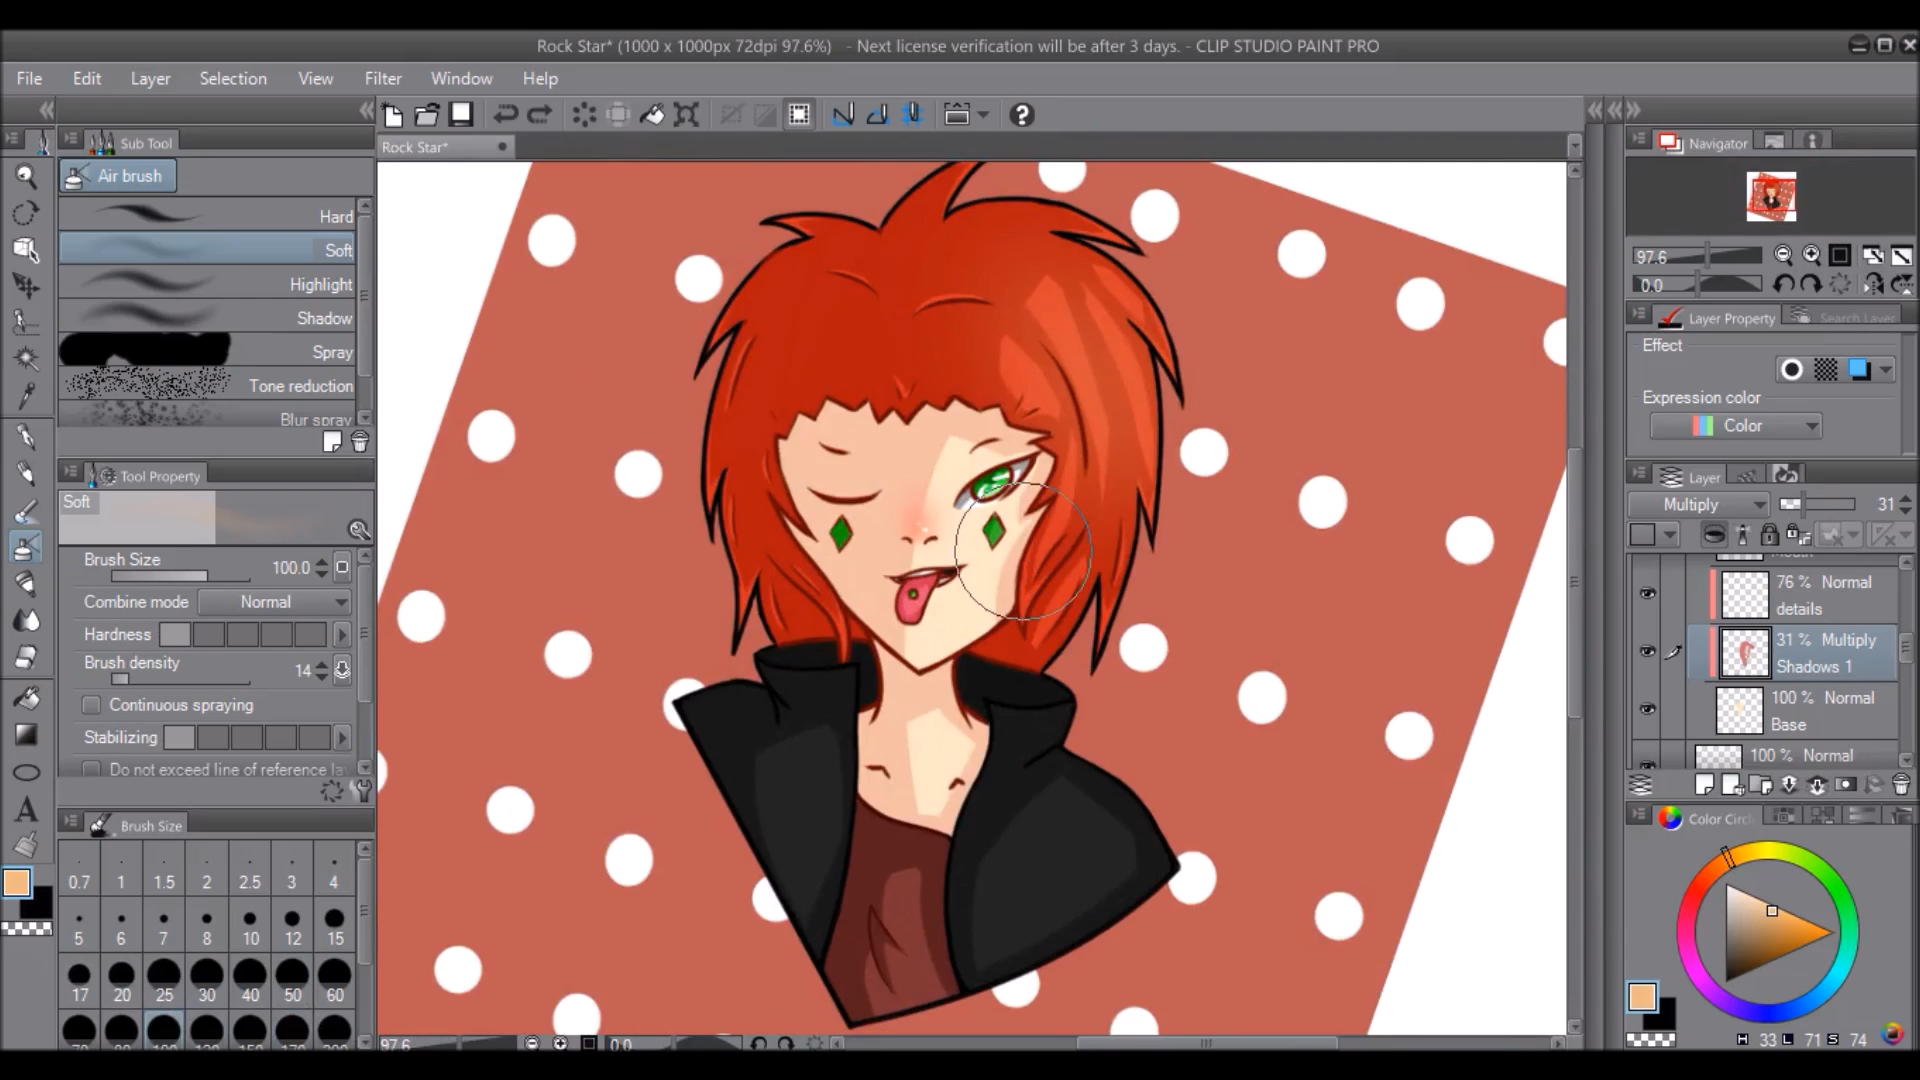 Rock Star* (1000 x 1000px 72dpi 97.6%)   - Next license verification will be after 3 days. - CLIP STUDIO PAINT PRO
File Edit Layer Selection View Filter Window Help
Sub Tool
Air brush
Hard
Soft
Highlight
Shadow
Spray
Tone reduction
Blur spray
Tool Property
Soft
Brush Size 100.0
Combine mode Normal
Hardness
Brush density 14
Continuous spraying
Stabilizing
Do not exceed line of reference la
Brush Size
0.7 1 1.5 2 2.5 3 4
5 6 7 8 10 12 15
17 20 25 30 40 50 60
Rock Star*
97.6 0.0
Navigator
97.6
0.0
Layer Property Search Layer
Effect
Expression color
Color
Layer
Multiply 31
Mouth
76 % Normal
details
31 % Multiply
Shadows 1
100 % Normal
Base
100 % Normal
Color Circ
H 33 L 71 S 74